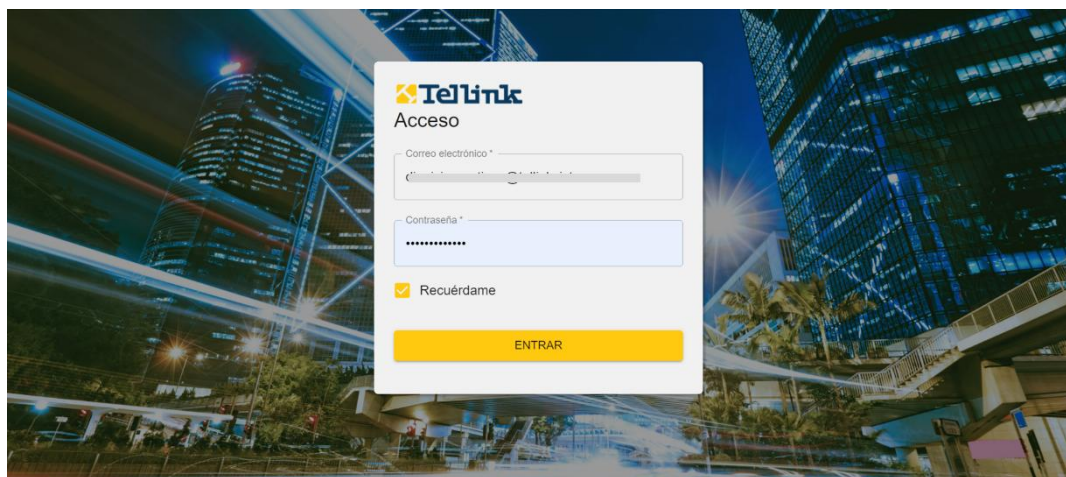 Tellink
Acceso
Correo electrónico *
Contraseña *
•••••••••••••
Recuérdame
ENTRAR